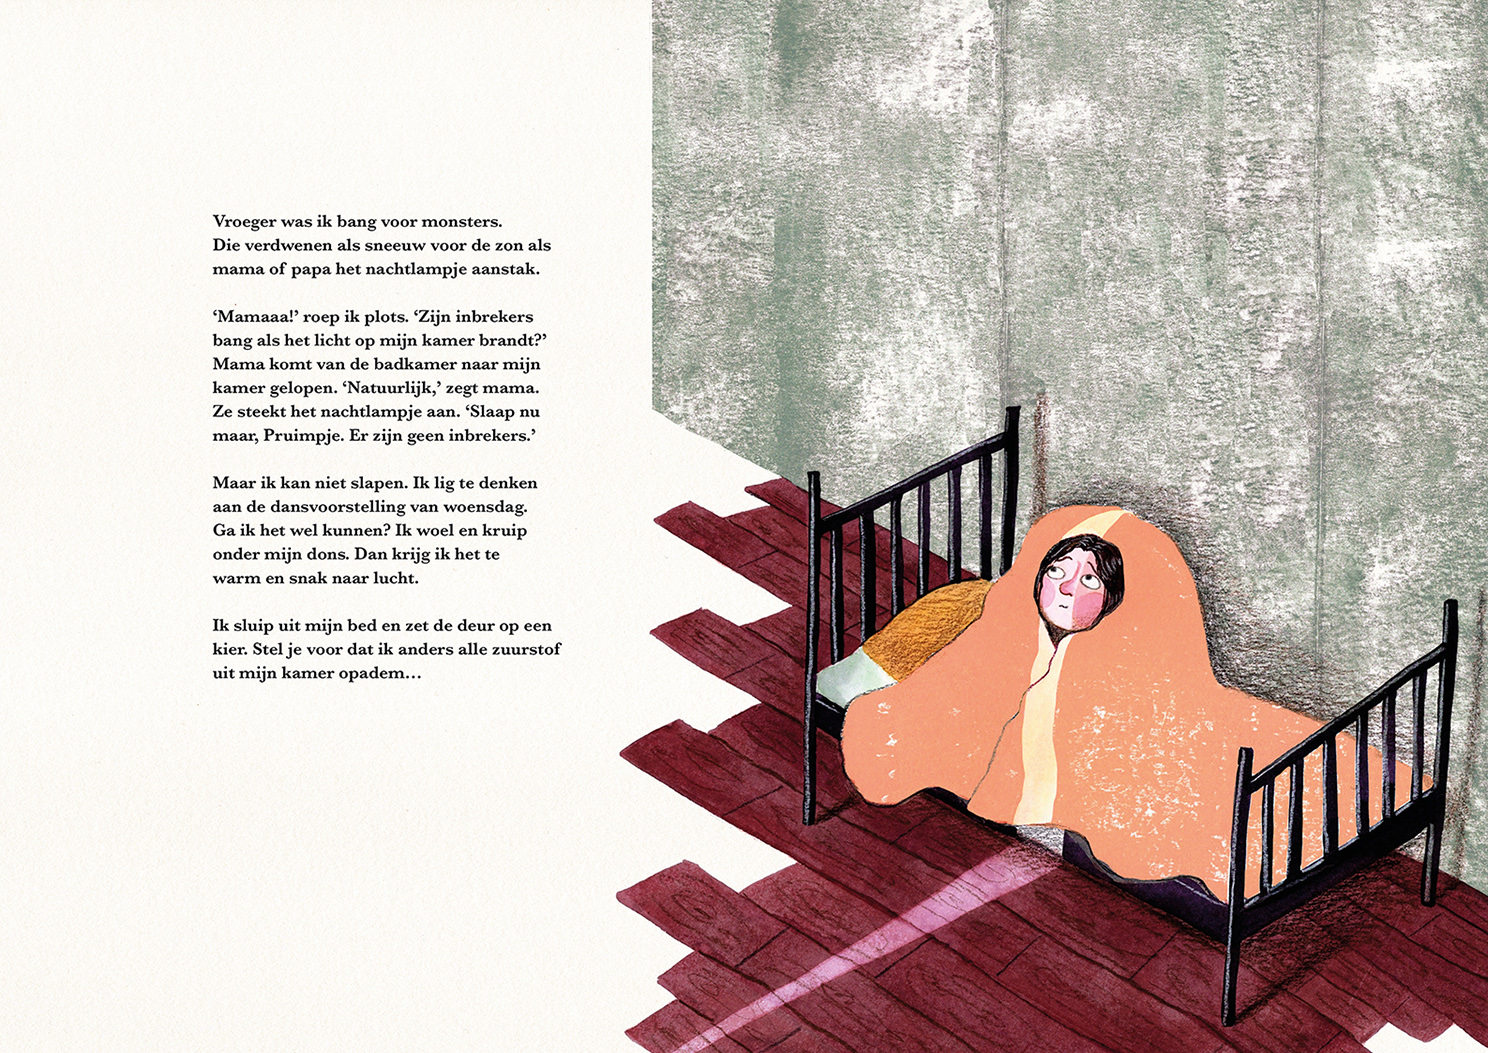 Vroeger was ik bang voor monsters.
Die verdwenen als sneeuw voor de zon als
mama of papa het nachtlampje aanstak.
‘Mamaaa!’ roep ik plots. ‘Zijn inbrekers
bang als het licht op mijn kamer brandt?’
Mama komt van de badkamer naar mijn
kamer gelopen. ‘Natuurlijk,’ zegt mama.
Ze steekt het nachtlampje aan. ‘Slaap nu
maar, Pruimpje. Er zijn geen inbrekers.’
Maar ik kan niet slapen. Ik lig te denken
aan de dansvoorstelling van woensdag.
Ga ik het wel kunnen? Ik woel en kruip
onder mijn dons. Dan krijg ik het te
warm en snak naar lucht.
Ik sluip uit mijn bed en zet de deur op een
kier. Stel je voor dat ik anders alle zuurstof
uit mijn kamer opadem…